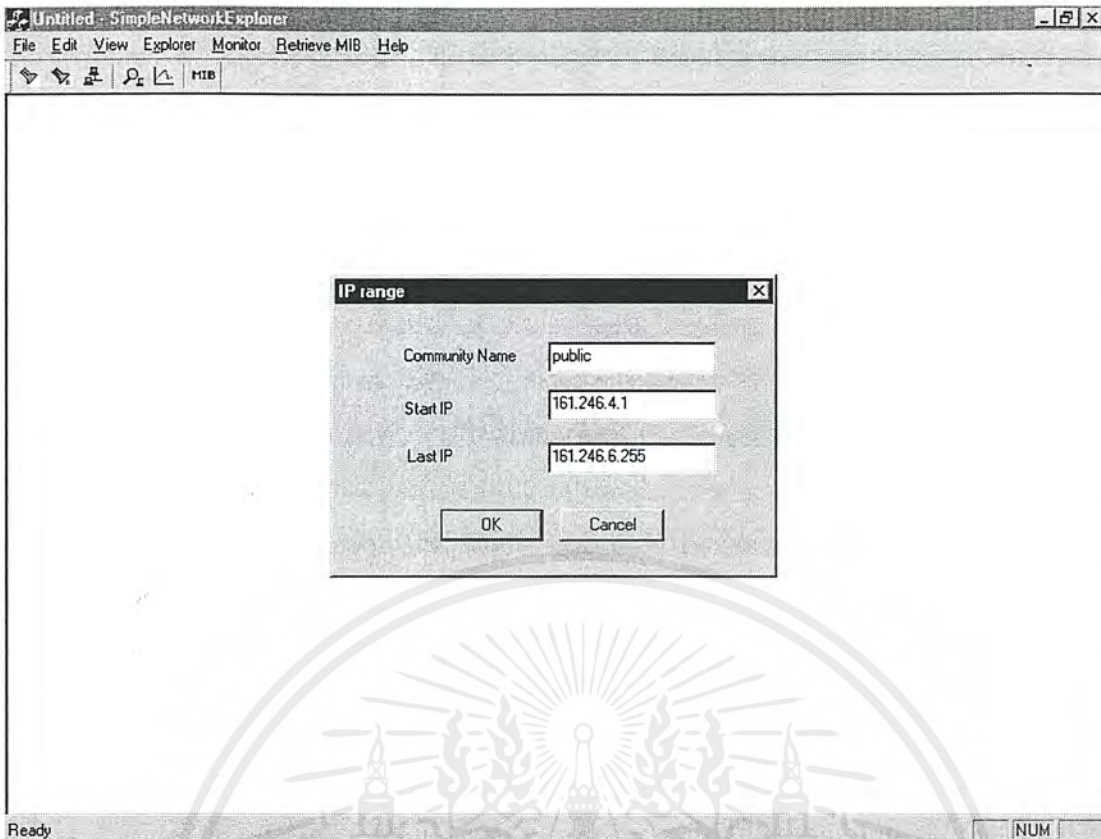 Untitled - SimpleNetworkExplorer
File Edit View Explorer Monitor Retrieve MIB Help
MIB
IP range
Community Name public
Start IP 161.246.4.1
Last IP 161.246.6.255
OK Cancel
Ready NUM